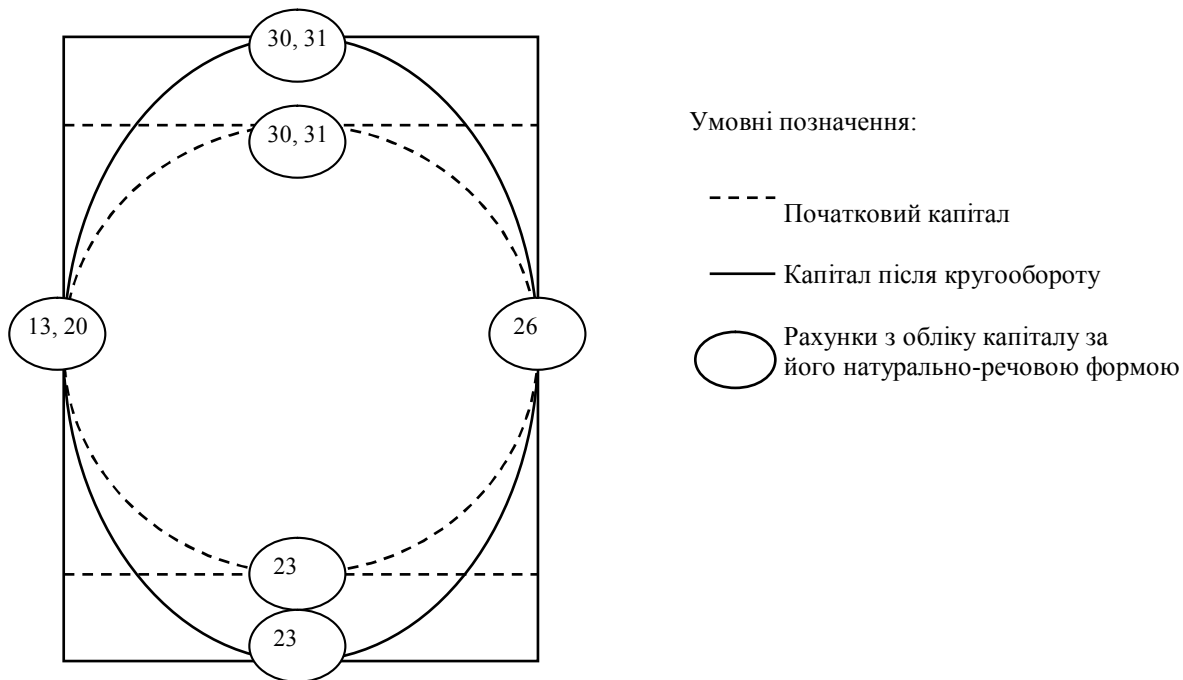 30, 31
30, 31
13, 20
26
23
23
Умовні позначення:
Початковий капітал
Капітал після кругообороту
Рахунки з обліку капіталу за
його натурально-речовою формою